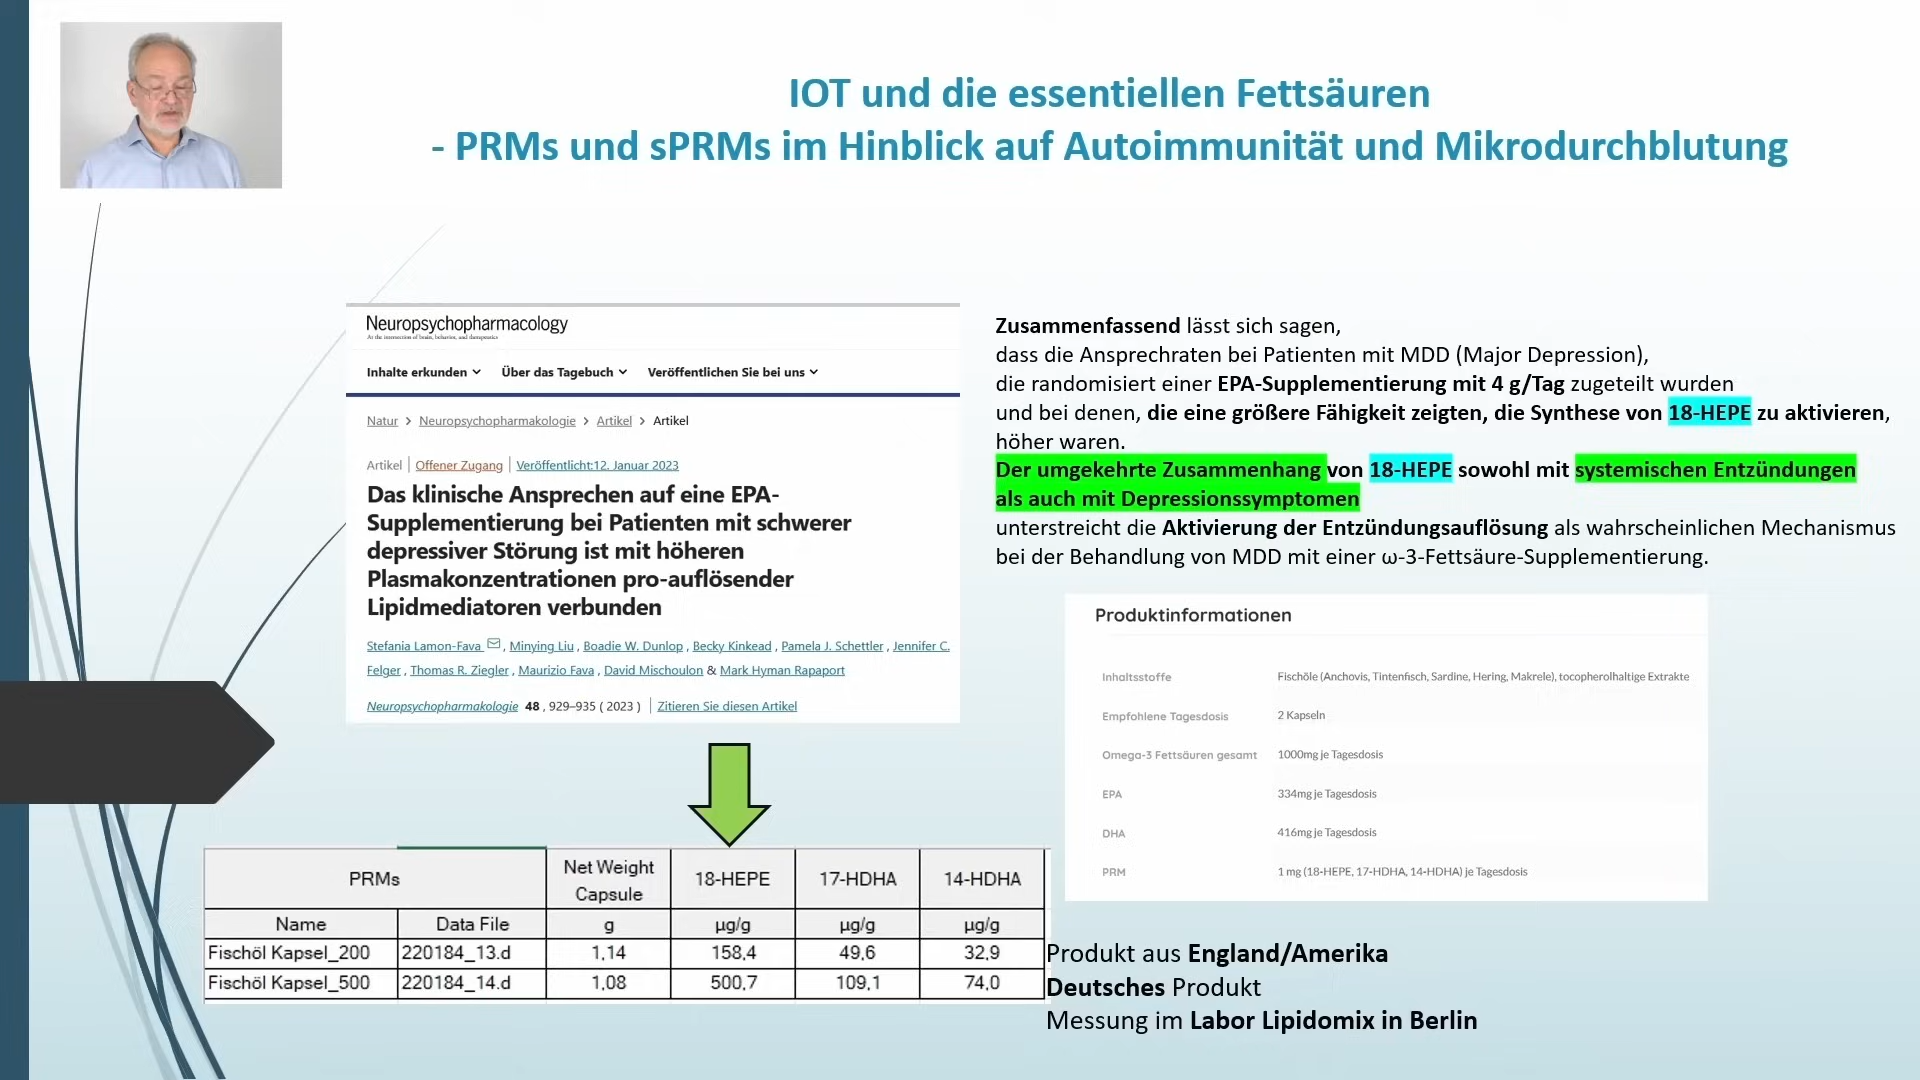 IOT und die essentiellen Fettsäuren
- PRMs und sPRMs im Hinblick auf Autoimmunität und Mikrodurchblutung
Neuropsychopharmacology
At the intersection of brain, behavior, and therapeutics
Inhalte erkunden Über das Tagebuch Veröffentlichen Sie bei uns
Natur > Neuropsychopharmakologie > Artikel > Artikel
Artikel | Offener Zugang | Veröffentlicht:12. Januar 2023
Das klinische Ansprechen auf eine EPA-
Supplementierung bei Patienten mit schwerer
depressiver Störung ist mit höheren
Plasmakonzentrationen pro-auflösender
Lipidmediatoren verbunden
Stefania Lamon-Fava , Minying Liu , Boadie W. Dunlop , Becky Kinkead , Pamela J. Schettler , Jennifer C.
Felger , Thomas R. Ziegler , Maurizio Fava , David Mischoulon & Mark Hyman Rapaport
Neuropsychopharmakologie 48 , 929–935 ( 2023 ) | Zitieren Sie diesen Artikel
Zusammenfassend lässt sich sagen,
dass die Ansprechraten bei Patienten mit MDD (Major Depression),
die randomisiert einer EPA-Supplementierung mit 4 g/Tag zugeteilt wurden
und bei denen, die eine größere Fähigkeit zeigten, die Synthese von 18-HEPE zu aktivieren,
höher waren.
Der umgekehrte Zusammenhang von 18-HEPE sowohl mit systemischen Entzündungen
als auch mit Depressionssymptomen
unterstreicht die Aktivierung der Entzündungsauflösung als wahrscheinlichen Mechanismus
bei der Behandlung von MDD mit einer ω-3-Fettsäure-Supplementierung.
Produktinformationen
Inhaltsstoffe Fischöle (Anchovis, Tintenfisch, Sardine, Hering, Makrele), tocopherolhaltige Extrakte
Empfohlene Tagesdosis 2 Kapseln
Omega-3 Fettsäuren gesamt 1000mg je Tagesdosis
EPA 334mg je Tagesdosis
DHA 416mg je Tagesdosis
PRM 1 mg (18-HEPE, 17-HDHA, 14-HDHA) je Tagesdosis
PRMs Net Weight Capsule 18-HEPE 17-HDHA 14-HDHA
Name Data File g µg/g µg/g µg/g
Fischöl Kapsel_200 220184_13.d 1,14 158,4 49,6 32,9
Fischöl Kapsel_500 220184_14.d 1,08 500,7 109,1 74,0
Produkt aus England/Amerika
Deutsches Produkt
Messung im Labor Lipidomix in Berlin